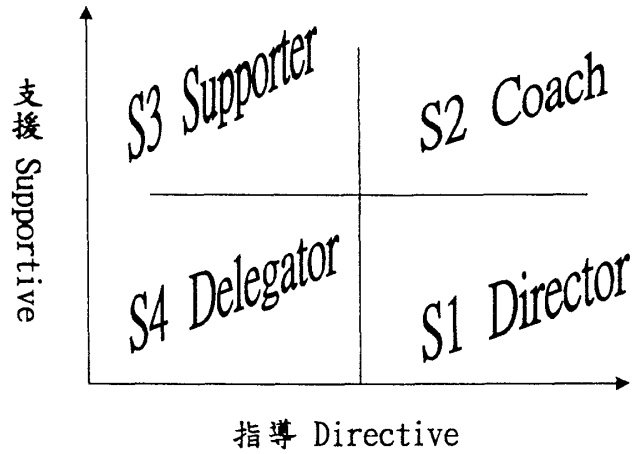 S3 Supporter
S2 Coach
支援 Supportive
S4 Delegator
S1 Director
指導 Directive